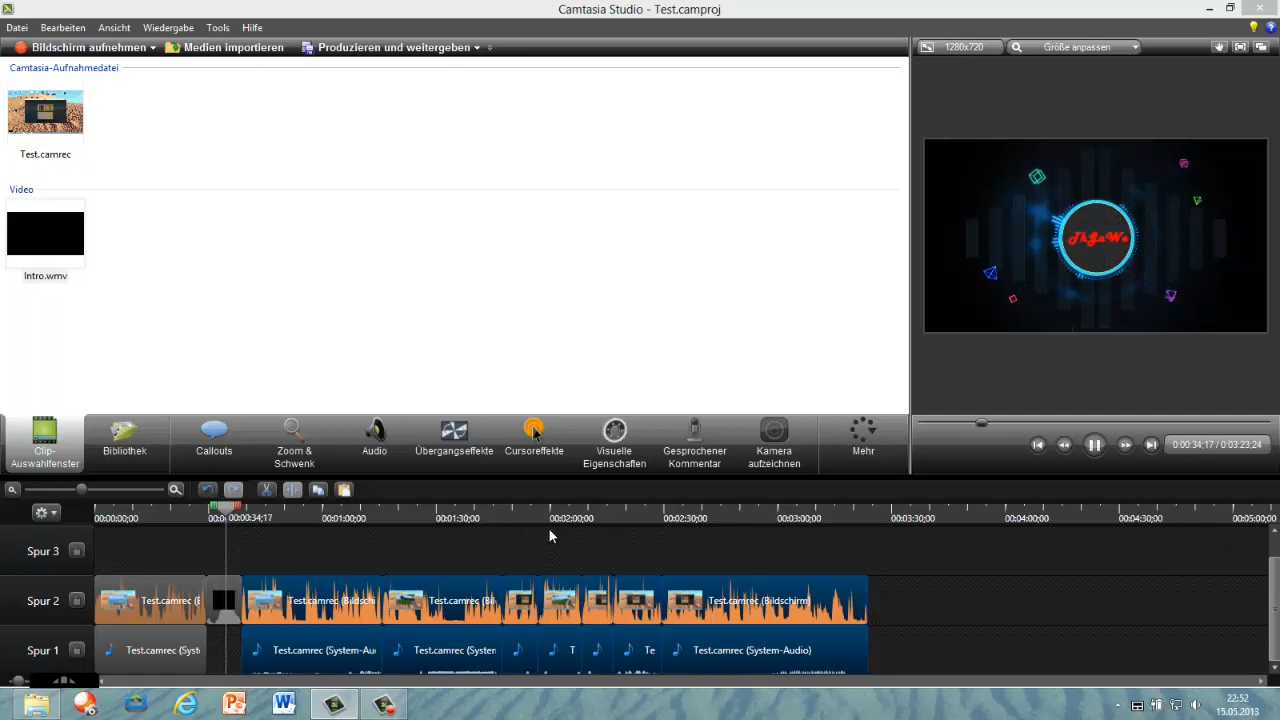 Camtasia Studio - Test.camproj
Datei Bearbeiten Ansicht Wiedergabe Tools Hilfe
Bildschirm aufnehmen Medien importieren Produzieren und weitergeben 1280x720 Größe anpassen
Camtasia-Aufnahmedatei
Test.camrec
Video
Intro.wmv
ThGaWe
Clip-Auswahlfenster
Bibliothek
Callouts
Zoom & Schwenk
Audio
Übergangseffekte
Cursoreffekte
Visuelle Eigenschaften
Gesprochener Kommentar
Kamera aufzeichnen
Mehr
0:00:34;17 / 0:03:23;24
00:00:00;00 00:0 00:00:34;17 00:01:00;00 00:01:30;00 00:02:00;00 00:02:30;00 00:03:00;00 00:03:30;00 00:04:00;00 00:04:30;00 00:05:00;00
Spur 3
Spur 2 Test.camrec (B Test.camrec (Bildschi Test.camrec (Bil Test.camrec (Bildschirm)
Spur 1 Test.camrec (Syst Test.camrec (System-Au Test.camrec (System T Te Test.camrec (System-Audio)
22:52
15.05.2013